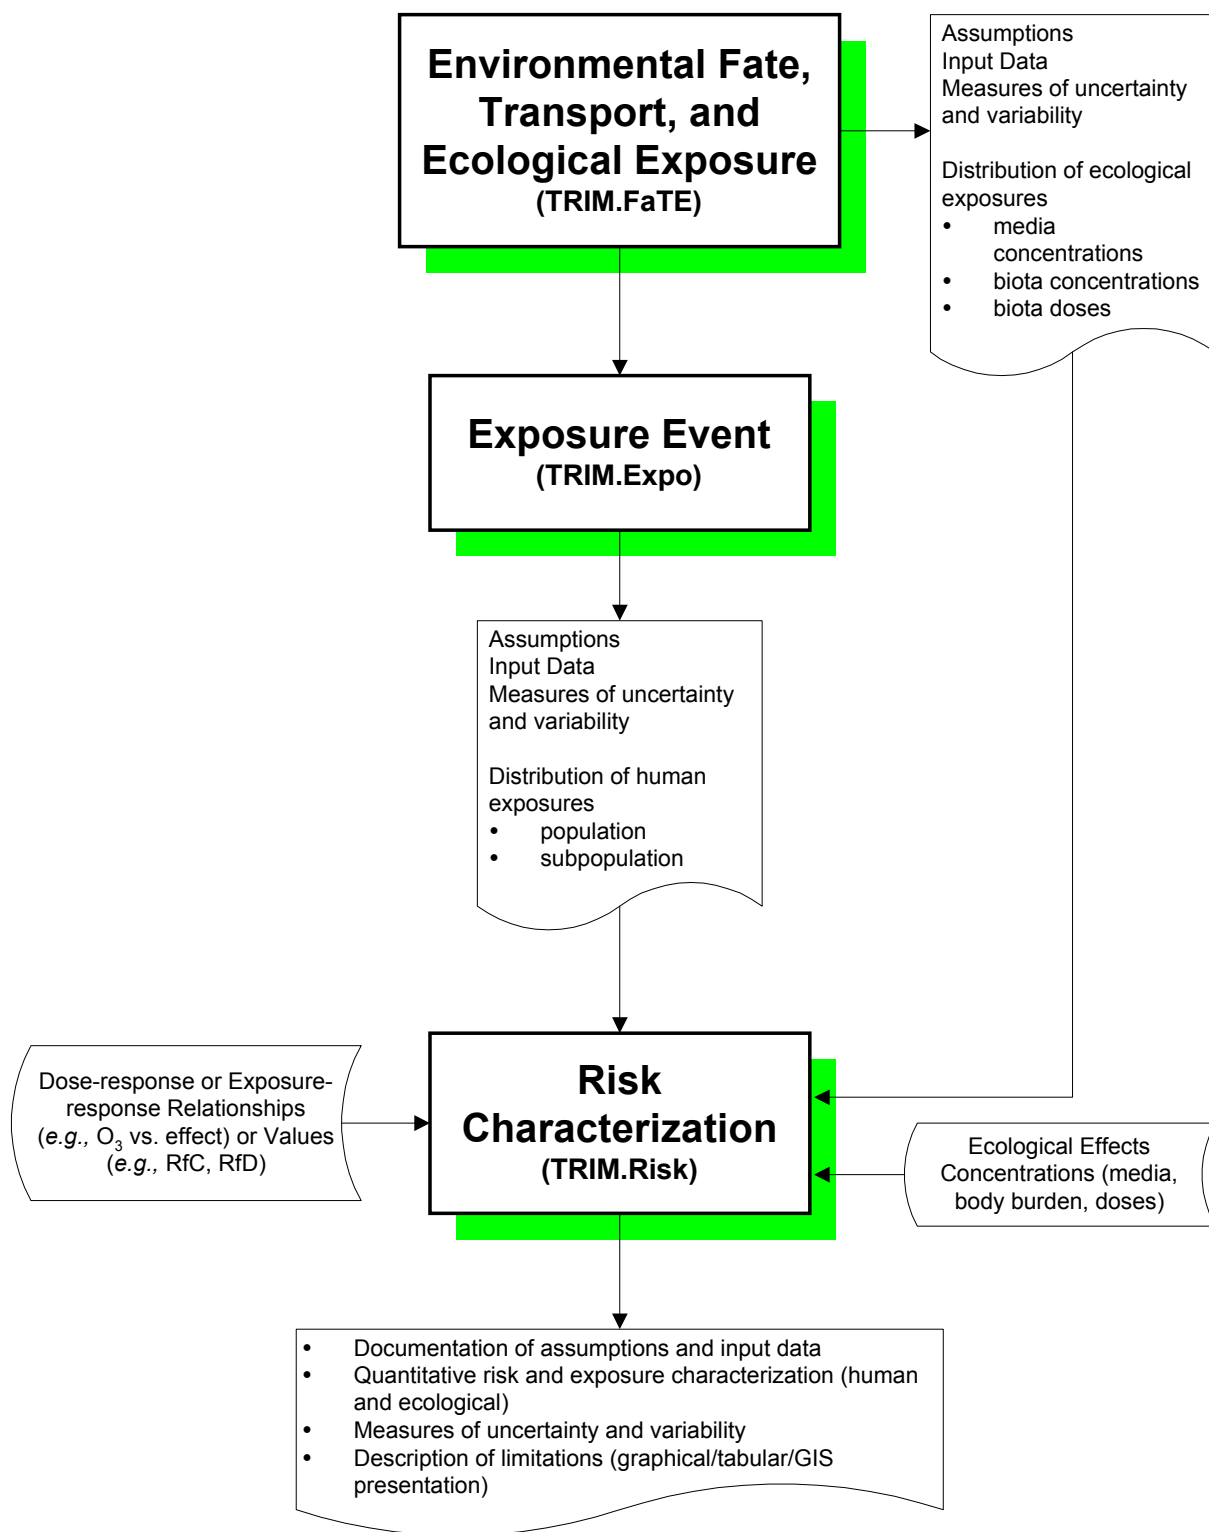 Environmental Fate,
Transport, and
Ecological Exposure
(TRIM.FaTE)
Assumptions
Input Data
Measures of uncertainty
and variability
Distribution of ecological
exposures
• media
concentrations
• biota concentrations
• biota doses
Exposure Event
(TRIM.Expo)
Assumptions
Input Data
Measures of uncertainty
and variability
Distribution of human
exposures
• population
• subpopulation
Dose-response or Exposure-
response Relationships
(e.g., O₃ vs. effect) or Values
(e.g., RfC, RfD)
Risk
Characterization
(TRIM.Risk)
Ecological Effects
Concentrations (media,
body burden, doses)
• Documentation of assumptions and input data
• Quantitative risk and exposure characterization (human
and ecological)
• Measures of uncertainty and variability
• Description of limitations (graphical/tabular/GIS
presentation)